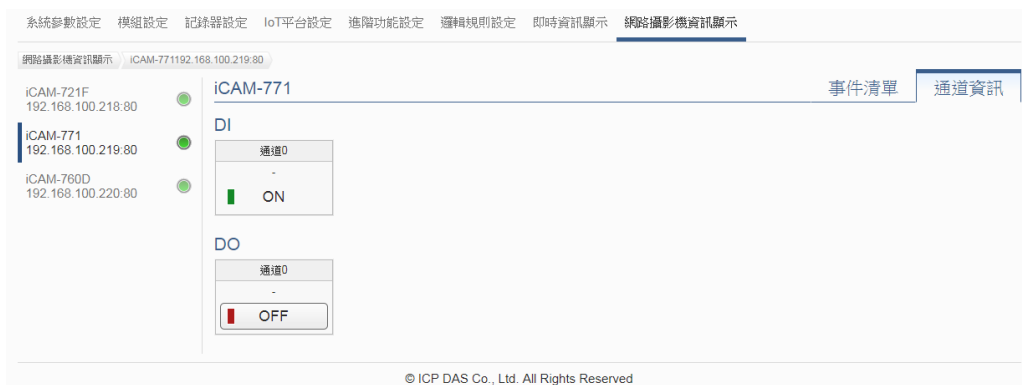 系統參數設定 模組設定 記錄器設定 IoT平台設定 進階功能設定 邏輯規則設定 即時資訊顯示 網路攝影機資訊顯示
網路攝影機資訊顯示 iCAM-771192.168.100.219:80
iCAM-721F
192.168.100.218:80
iCAM-771
192.168.100.219:80
iCAM-760D
192.168.100.220:80
iCAM-771 事件清單 通道資訊
DI
通道0
-
ON
DO
通道0
-
OFF
© ICP DAS Co., Ltd. All Rights Reserved